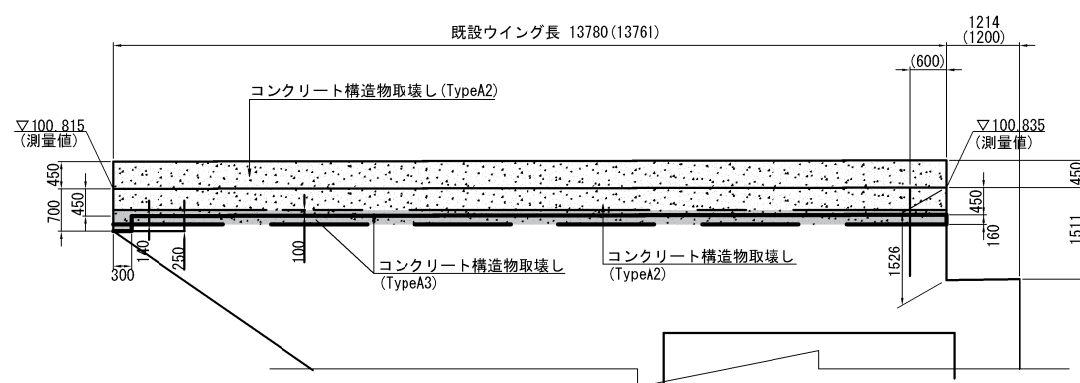 既設ウイング長 13780(13761)
1214
(1200)
(600)
コンクリート構造物取壊し(TypeA2)
▽100.815
(測量値)
▽100.835
(測量値)
450
700
450
140
250
100
300
コンクリート構造物取壊し
(TypeA3)
コンクリート構造物取壊し
(TypeA2)
1526
450
160
450
1511